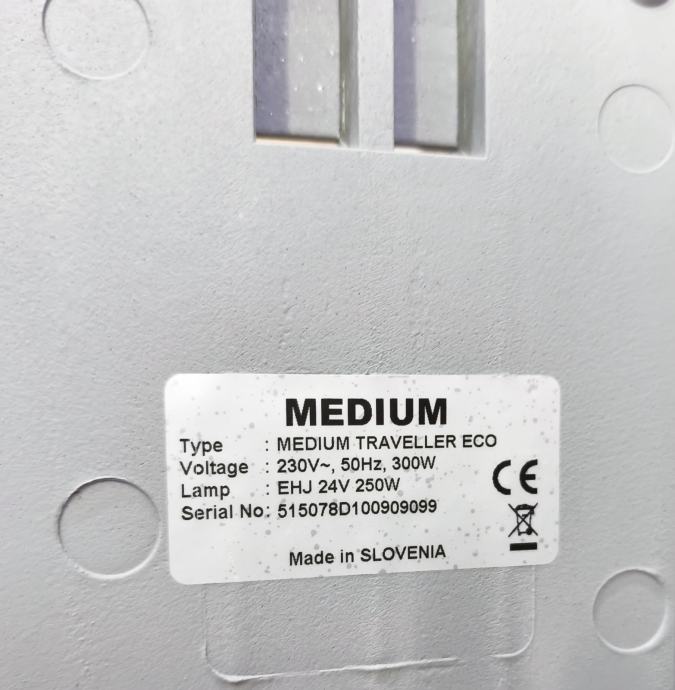 MEDIUM
Type : MEDIUM TRAVELLER ECO
Voltage : 230V~, 50Hz, 300W
Lamp : EHJ 24V 250W
Serial No: 515078D100909099
Made in SLOVENIA
CE